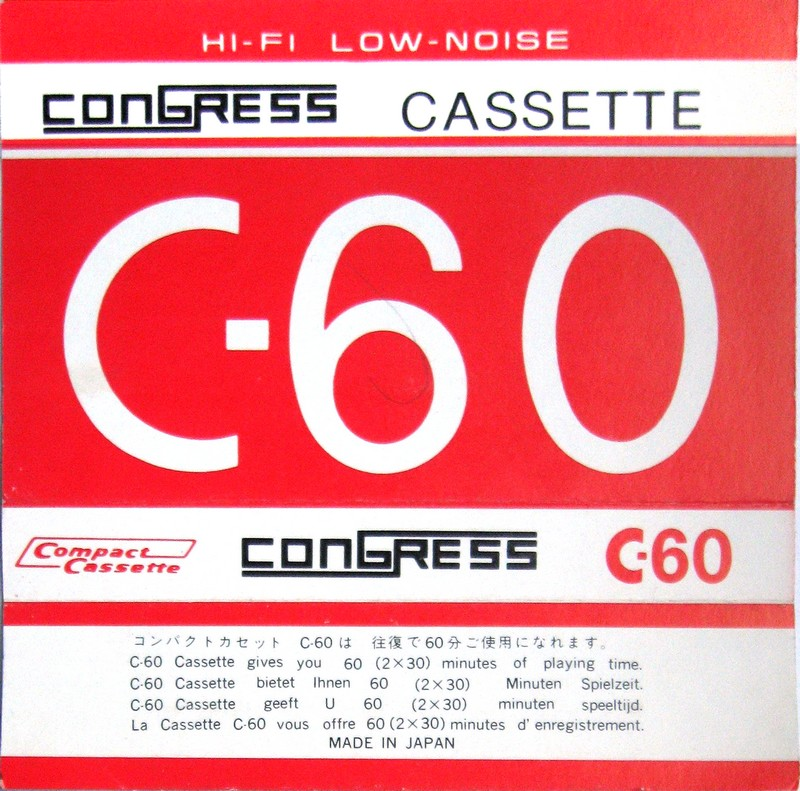 HI-FI LOW-NOISE
CONGRESS CASSETTE
C-60
Compact Cassette CONGRESS C-60
コンパクトカセット C-60は 往復で60分ご使用になれます。
C-60 Cassette gives you 60 (2×30) minutes of playing time.
C-60 Cassette bietet Ihnen 60 (2×30) Minuten Spielzeit.
C-60 Cassette geeft U 60 (2×30) minuten speeltijd.
La Cassette C-60 vous offre 60 (2×30) minutes d' enregistrement.
MADE IN JAPAN